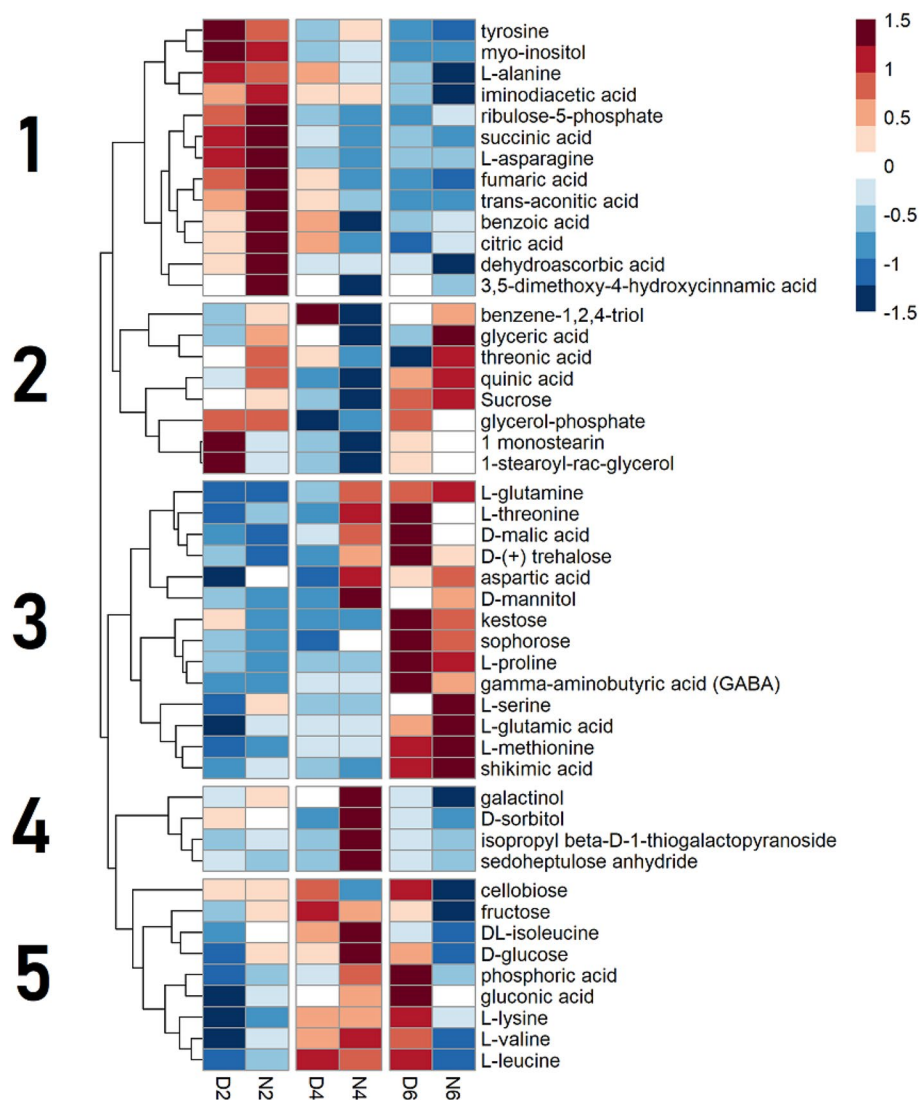 1
tyrosine
myo-inositol
L-alanine
iminodiacetic acid
ribulose-5-phosphate
succinic acid
L-asparagine
fumaric acid
trans-aconitic acid
benzoic acid
citric acid
dehydroascorbic acid
3,5-dimethoxy-4-hydroxycinnamic acid
2
benzene-1,2,4-triol
glyceric acid
threonic acid
quinic acid
Sucrose
glycerol-phosphate
1 monostearin
1-stearoyl-rac-glycerol
3
L-glutamine
L-threonine
D-malic acid
D-(+) trehalose
aspartic acid
D-mannitol
kestose
sophorose
L-proline
gamma-aminobutyric acid (GABA)
L-serine
L-glutamic acid
L-methionine
shikimic acid
4
galactinol
D-sorbitol
isopropyl beta-D-1-thiogalactopyranoside
sedoheptulose anhydride
5
cellobiose
fructose
DL-isoleucine
D-glucose
phosphoric acid
gluconic acid
L-lysine
L-valine
L-leucine
D2 N2 D4 N4 D6 N6
1.5
1
0.5
0
-0.5
-1
-1.5